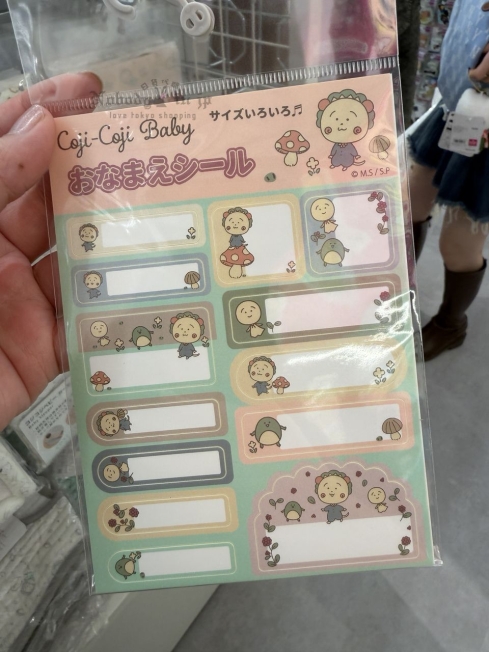 love tokyo shopping
サイズいろいろ♬
Coji-Coji Baby
おなまえシール
©M.S/S.P